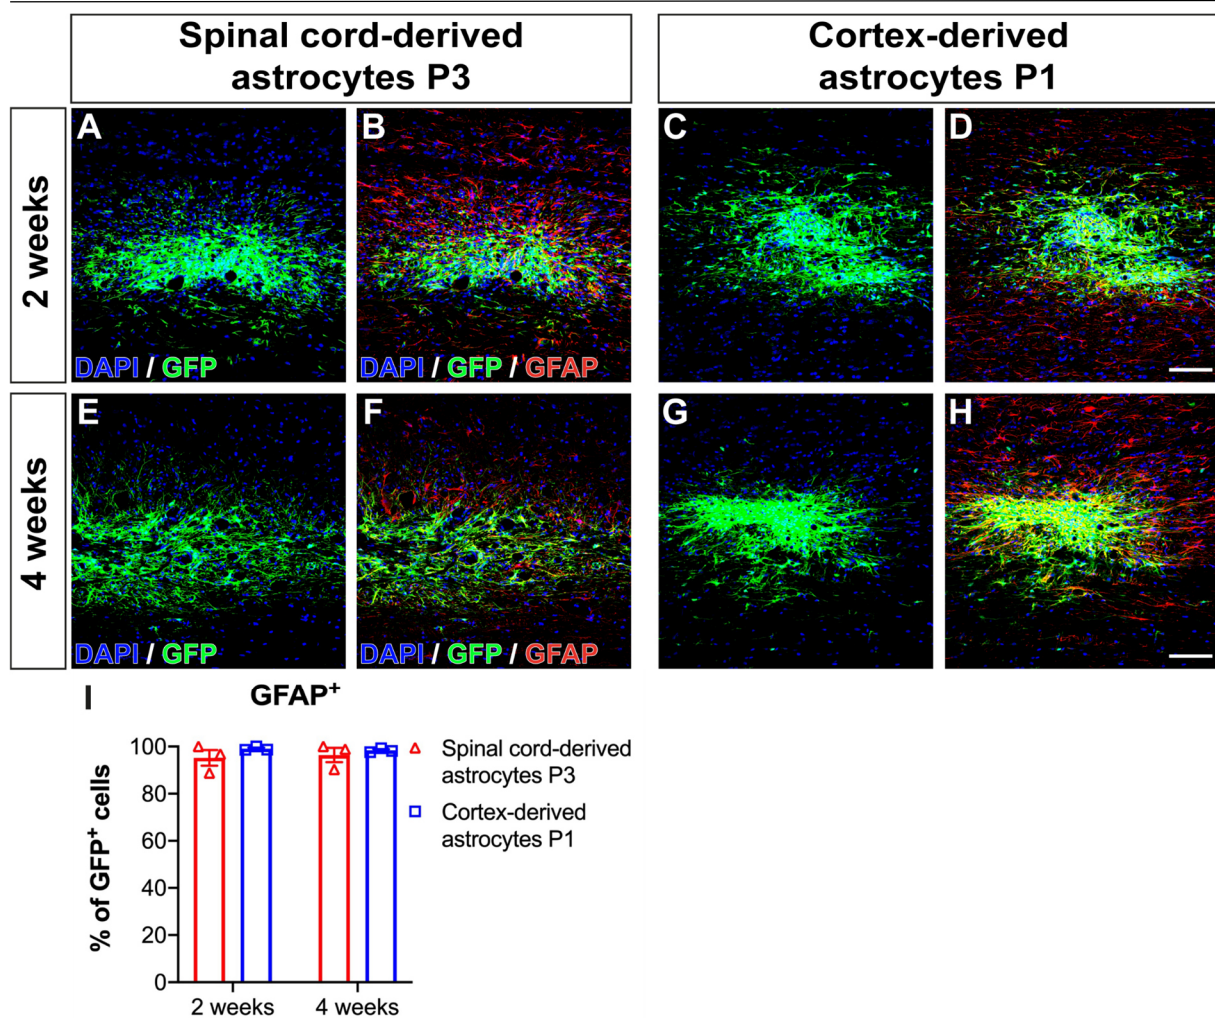 Spinal cord-derived
astrocytes P3
Cortex-derived
astrocytes P1
2 weeks
A
DAPI / GFP
B
DAPI / GFP / GFAP
C
D
4 weeks
E
DAPI / GFP
F
DAPI / GFP / GFAP
G
H
I
GFAP⁺
% of GFP⁺ cells
100
80
60
40
20
0
2 weeks
4 weeks
Spinal cord-derived
astrocytes P3
Cortex-derived
astrocytes P1